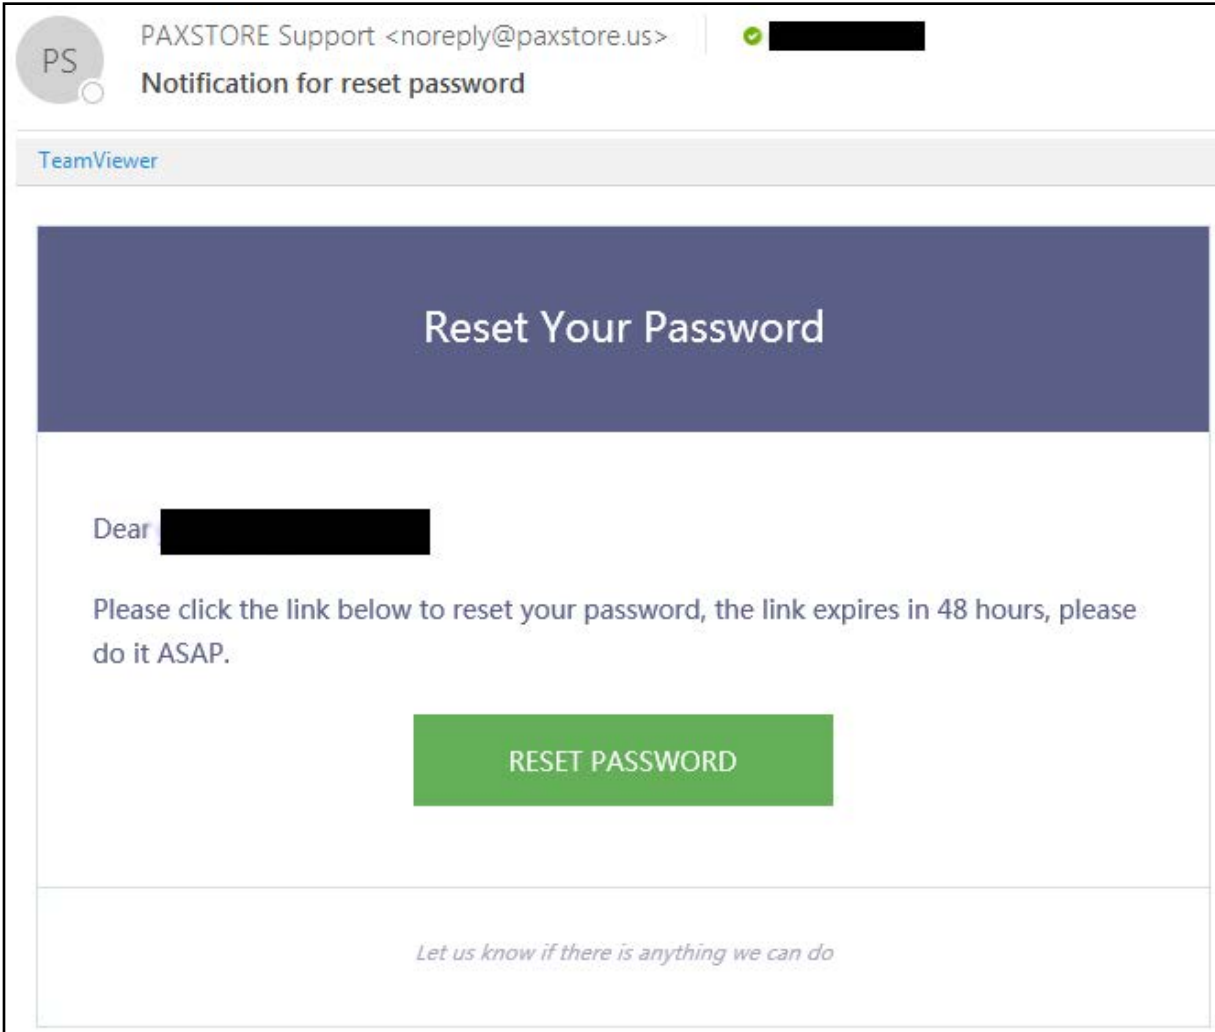 PS
PAXSTORE Support <noreply@paxstore.us>
Notification for reset password
TeamViewer
Reset Your Password
Dear
Please click the link below to reset your password, the link expires in 48 hours, please
do it ASAP.
RESET PASSWORD
Let us know if there is anything we can do